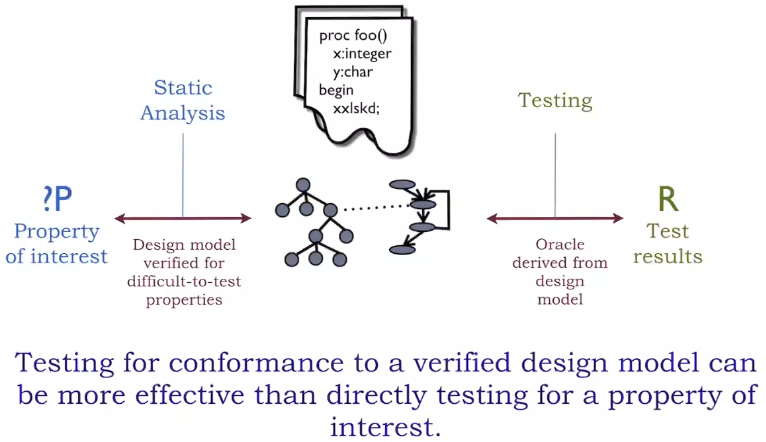 proc foo()
x:integer
y:char
begin
xxlskd;
Static
Analysis
Testing
?P
Property
of interest
Design model
verified for
difficult-to-test
properties
Oracle
derived from
design
model
R
Test
results
Testing for conformance to a verified design model can
be more effective than directly testing for a property of
interest.